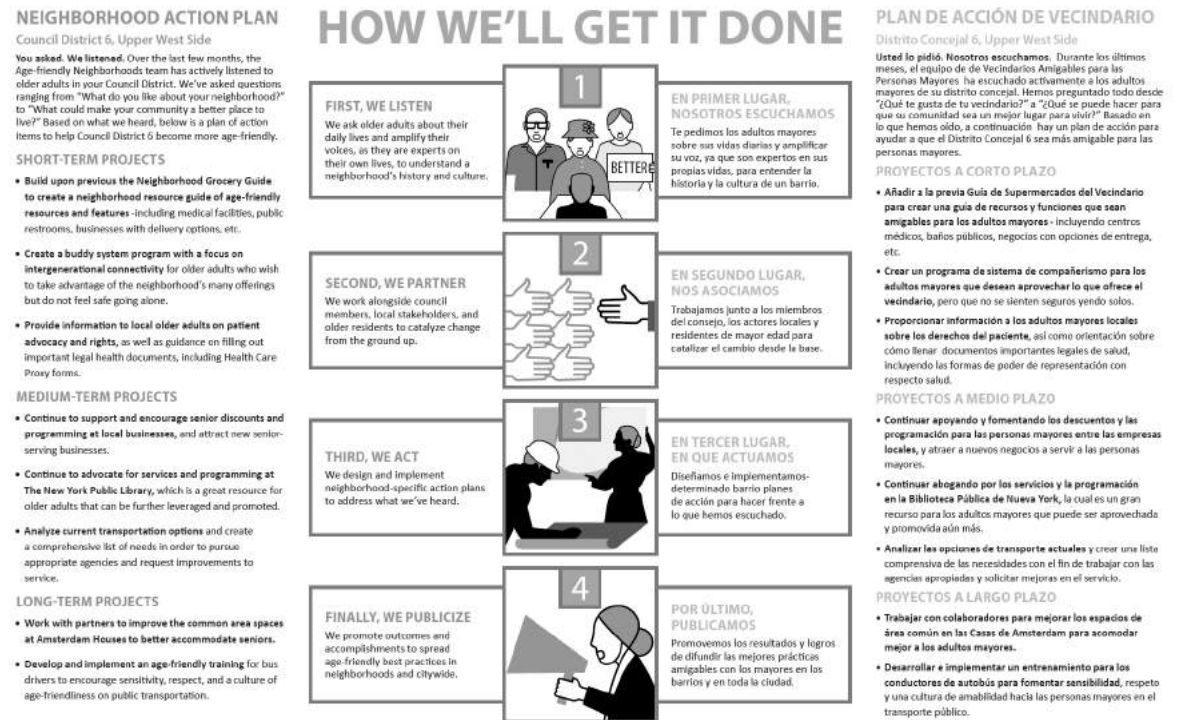 NEIGHBORHOOD ACTION PLAN
Council District 6, Upper West Side
You asked. We listened. Over the last few months, the
Age-friendly Neighborhoods team has actively listened to
older adults in your Council District. We've asked questions
ranging from "What do you like about your neighborhood?"
to "What could make your community a better place to
live?" Based on what we heard, below is a plan of action
items to help Council District 6 become more age-friendly.
SHORT-TERM PROJECTS
• Build upon previous the Neighborhood Grocery Guide
to create a neighborhood resource guide of age-friendly
resources and features -including medical facilities, public
restrooms, businesses with delivery options, etc.
• Create a buddy system program with a focus on
intergenerational connectivity for older adults who wish
to take advantage of the neighborhood's many offerings
but do not feel safe going alone.
• Provide information to local older adults on patient
advocacy and rights, as well as guidance on filling out
important legal health documents, including Health Care
Proxy forms.
MEDIUM-TERM PROJECTS
• Continue to support and encourage senior discounts and
programming at local businesses, and attract new senior-
serving businesses.
• Continue to advocate for services and programming at
The New York Public Library, which is a great resource for
older adults that can be further leveraged and promoted.
• Analyze current transportation options and create
a comprehensive list of needs in order to pursue
appropriate agencies and request improvements to
service.
LONG-TERM PROJECTS
• Work with partners to improve the common area spaces
at Amsterdam Houses to better accommodate seniors.
• Develop and implement an age-friendly training for bus
drivers to encourage sensitivity, respect, and a culture of
age-friendliness on public transportation.
HOW WE'LL GET IT DONE
FIRST, WE LISTEN
We ask older adults about their
daily lives and amplify their
voices, as they are experts on
their own lives, to understand a
neighborhood's history and culture.
1
BETTER
EN PRIMER LUGAR,
NOSOTROS ESCUCHAMOS
Te pedimos los adultos mayores
sobre sus vidas diarias y amplificar
su voz, ya que son expertos en sus
propias vidas, para entender la
historia y la cultura de un barrio.
SECOND, WE PARTNER
We work alongside council
members, local stakeholders, and
older residents to catalyze change
from the ground up.
2
EN SEGUNDO LUGAR,
NOS ASOCIAMOS
Trabajamos junto a los miembros
del consejo, los actores locales y
residentes de mayor edad para
catalizar el cambio desde la base.
THIRD, WE ACT
We design and implement
neighborhood-specific action plans
to address what we've heard.
3
EN TERCER LUGAR,
EN QUE ACTUAMOS
Diseñamos e implementamos-
determinado barrio planes
de acción para hacer frente a
lo que hemos escuchado.
FINALLY, WE PUBLICIZE
We promote outcomes and
accomplishments to spread
age-friendly best practices in
neighborhoods and citywide.
4
POR ÚLTIMO,
PUBLICAMOS
Promovemos los resultados y logros
de difundir las mejores prácticas
amigables con los mayores en los
barrios y en toda la ciudad.
PLAN DE ACCIÓN DE VECINDARIO
Distrito Concejal 6, Upper West Side
Usted lo pidió. Nosotros escuchamos. Durante los últimos
meses, el equipo de de Vecindarios Amigables para las
Personas Mayores ha escuchado activamente a los adultos
mayores de su distrito concejal. Hemos preguntado todo desde
"¿Qué te gusta de tu vecindario?" a "¿Qué se puede hacer para
que su comunidad sea un mejor lugar para vivir?" Basado en
lo que hemos oído, a continuación hay un plan de acción para
ayudar a que el Distrito Concejal 6 sea más amigable para las
personas mayores.
PROYECTOS A CORTO PLAZO
• Añadir a la previa Guía de Supermercados del Vecindario
para crear una guía de recursos y funciones que sean
amigables para los adultos mayores - incluyendo centros
médicos, baños públicos, negocios con opciones de entrega,
etc.
• Crear un programa de sistema de compañerismo para los
adultos mayores que desean aprovechar lo que ofrece el
vecindario, pero que no se sienten seguros yendo solos.
• Proporcionar información a los adultos mayores locales
sobre los derechos del paciente, así como orientación sobre
cómo llenar documentos importantes legales de salud,
incluyendo las formas de poder de representación con
respecto salud.
PROYECTOS A MEDIO PLAZO
• Continuar apoyando y fomentando los descuentos y las
programación para las personas mayores entre las empresas
locales, y atraer a nuevos negocios a servir a las personas
mayores.
• Continuar abogando por los servicios y la programación
en la Biblioteca Pública de Nueva York, la cual es un gran
recurso para los adultos mayores que puede ser aprovechada
y promovida aún más.
• Analizar las opciones de transporte actuales y crear una lista
comprensiva de las necesidades con el fin de trabajar con las
agencias apropiadas y solicitar mejoras en el servicio.
PROYECTOS A LARGO PLAZO
• Trabajar con colaboradores para mejorar los espacios de
área común en las Casas de Amsterdam para acomodar
mejor a los adultos mayores.
• Desarrollar e implementar un entrenamiento para los
conductores de autobús para fomentar sensibilidad, respeto
y una cultura de amabilidad hacia las personas mayores en el
transporte público.